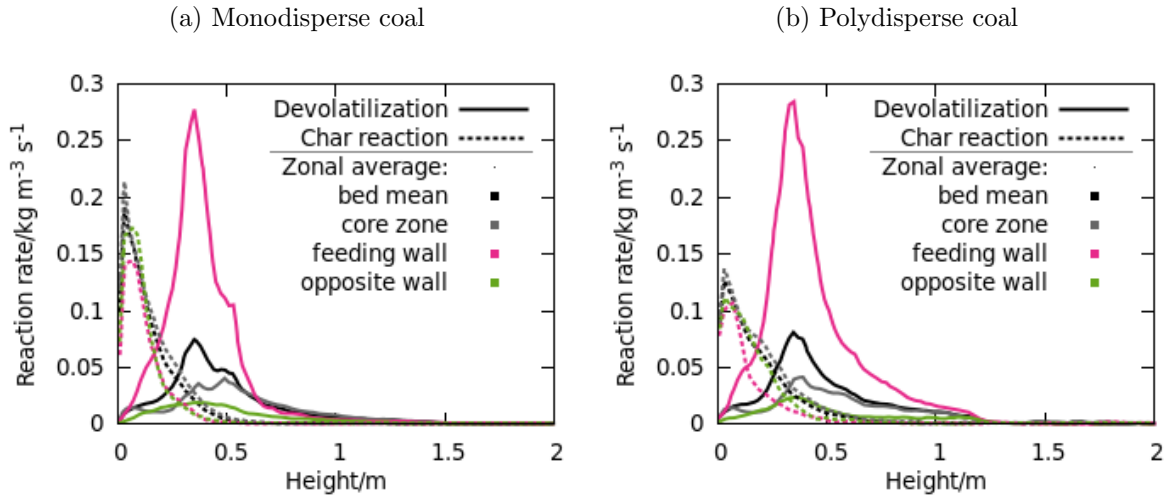 (a) Monodisperse coal
Reaction rate/kg m⁻³ s⁻¹
0.3
0.25
0.2
0.15
0.1
0.05
0
Devolatilization
Char reaction
Zonal average:
bed mean
core zone
feeding wall
opposite wall
0 0.5 1 1.5 2
Height/m
(b) Polydisperse coal
Reaction rate/kg m⁻³ s⁻¹
0.3
0.25
0.2
0.15
0.1
0.05
0
Devolatilization
Char reaction
Zonal average:
bed mean
core zone
feeding wall
opposite wall
0 0.5 1 1.5 2
Height/m